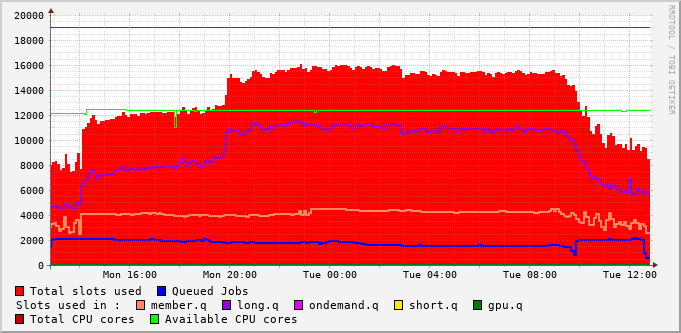 RRDTOOL / TOBI OETIKER
20000
18000
16000
14000
12000
10000
8000
6000
4000
2000
0
Mon 16:00 Mon 20:00 Tue 00:00 Tue 04:00 Tue 08:00 Tue 12:00
Total slots used Queued Jobs
Slots used in : member.q long.q ondemand.q short.q gpu.q
Total CPU cores Available CPU cores